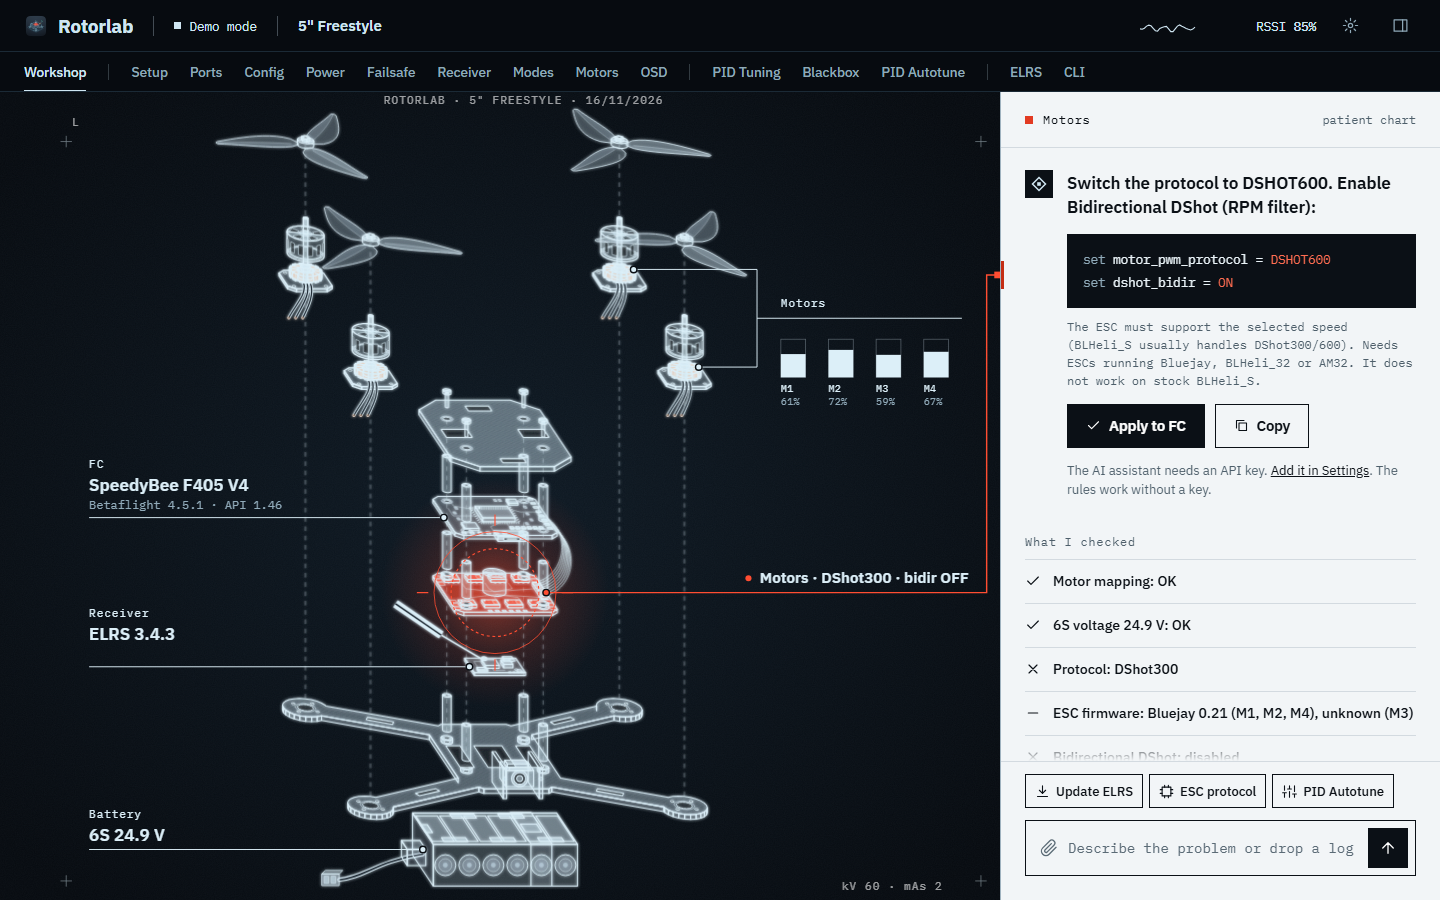 Rotorlab
Demo mode
5" Freestyle
RSSI 85%
Workshop
Setup
Ports
Config
Power
Failsafe
Receiver
Modes
Motors
OSD
PID Tuning
Blackbox
PID Autotune
ELRS
CLI
ROTORLAB · 5" FREESTYLE · 16/11/2026
L
Motors
M1 M2 M3 M4
61% 72% 59% 67%
FC
SpeedyBee F405 V4
Betaflight 4.5.1 · API 1.46
Motors · DShot300 · bidir OFF
Receiver
ELRS 3.4.3
Battery
6S 24.9 V
kV 60 · mAs 2
Motors
patient chart
Switch the protocol to DSHOT600. Enable
Bidirectional DShot (RPM filter):
set motor_pwm_protocol = DSHOT600
set dshot_bidir = ON
The ESC must support the selected speed
(BLHeli_S usually handles DShot300/600). Needs
ESCs running Bluejay, BLHeli_32 or AM32. It does
not work on stock BLHeli_S.
Apply to FC
Copy
The AI assistant needs an API key. Add it in Settings. The
rules work without a key.
What I checked
Motor mapping: OK
6S voltage 24.9 V: OK
Protocol: DShot300
ESC firmware: Bluejay 0.21 (M1, M2, M4), unknown (M3)
Bidirectional DShot: disabled
Update ELRS
ESC protocol
PID Autotune
Describe the problem or drop a log